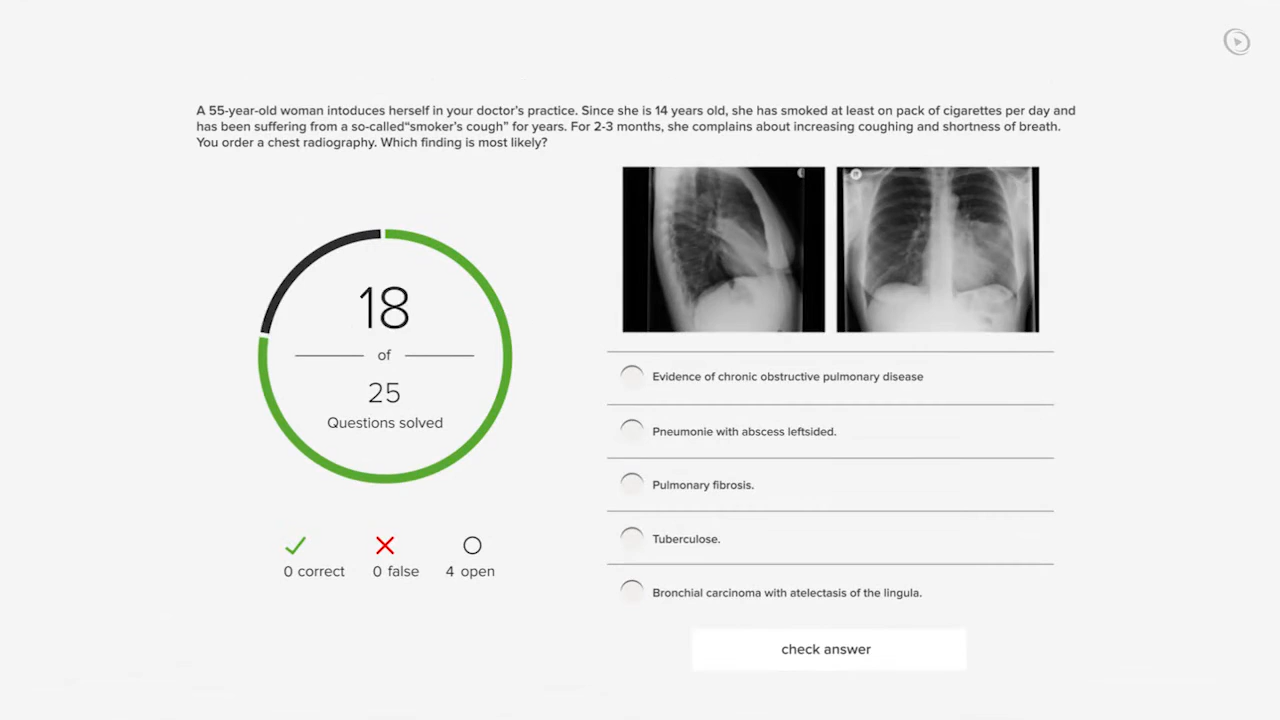 A 55-year-old woman intoduces herself in your doctor's practice. Since she is 14 years old, she has smoked at least on pack of cigarettes per day and
has been suffering from a so-called“smoker's cough” for years. For 2-3 months, she complains about increasing coughing and shortness of breath.
You order a chest radiography. Which finding is most likely?
18
of
25
Questions solved
0 correct
0 false
4 open
Evidence of chronic obstructive pulmonary disease
Pneumonie with abscess leftsided.
Pulmonary fibrosis.
Tuberculose.
Bronchial carcinoma with atelectasis of the lingula.
check answer